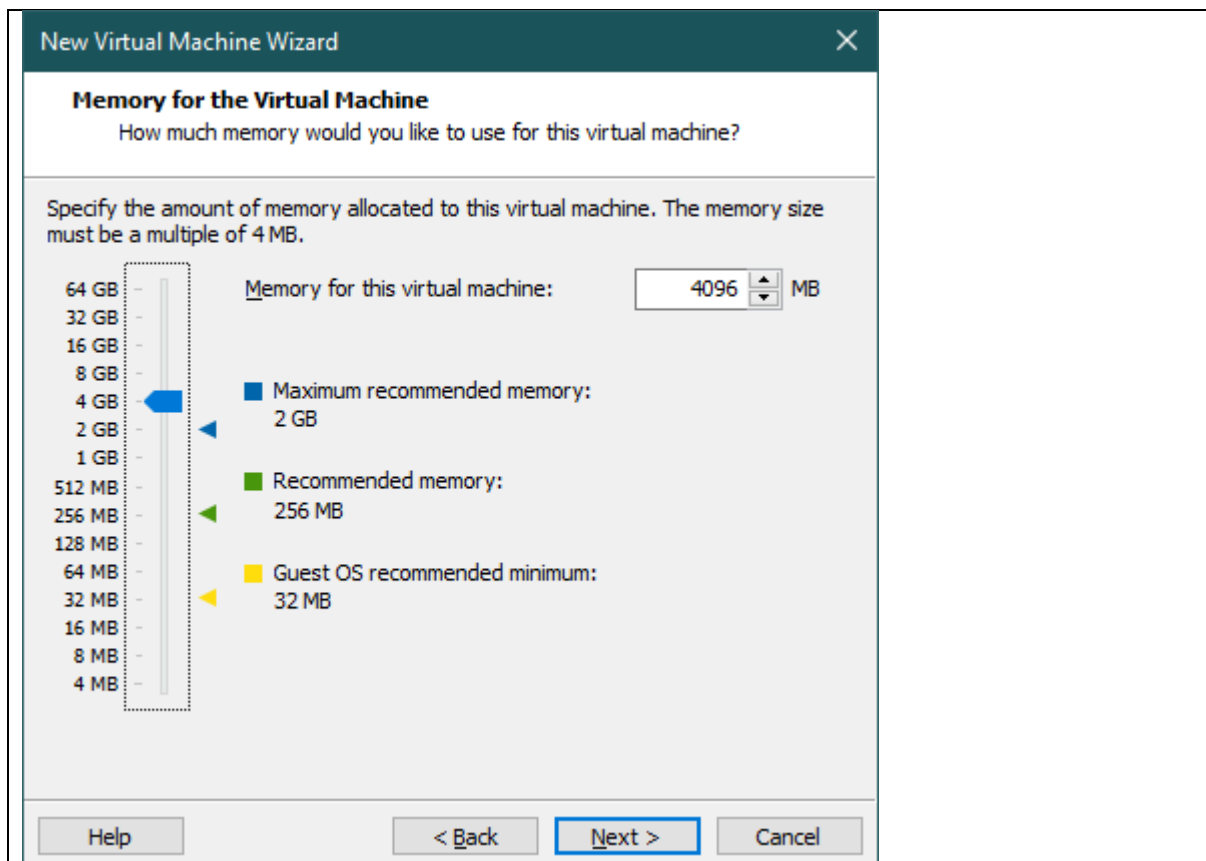 New Virtual Machine Wizard
Memory for the Virtual Machine
How much memory would you like to use for this virtual machine?
Specify the amount of memory allocated to this virtual machine. The memory size
must be a multiple of 4 MB.
64 GB
32 GB
16 GB
8 GB
4 GB
2 GB
1 GB
512 MB
256 MB
128 MB
64 MB
32 MB
16 MB
8 MB
4 MB
Memory for this virtual machine: 4096 MB
Maximum recommended memory:
2 GB
Recommended memory:
256 MB
Guest OS recommended minimum:
32 MB
Help < Back Next > Cancel